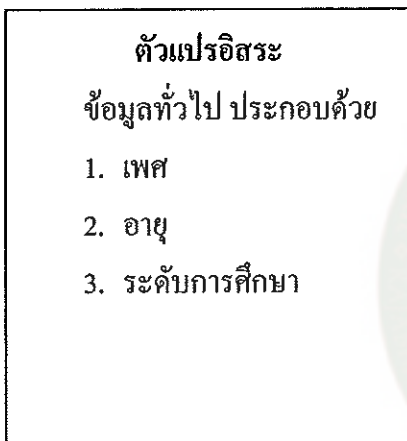 ตัวแปรอิสระ
ข้อมูลทั่วไป ประกอบด้วย
1. เพศ
2. อายุ
3. ระดับการศึกษา